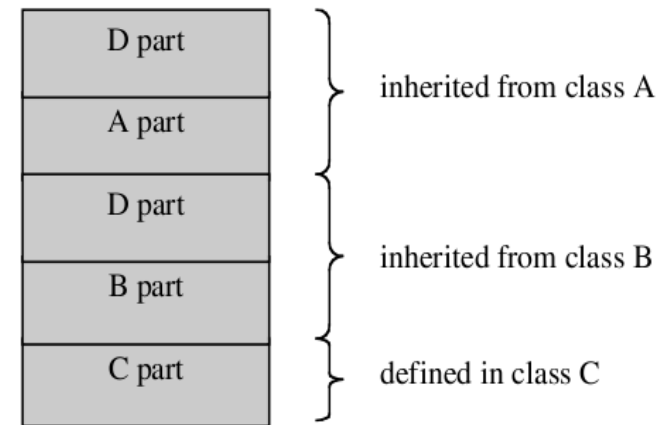 D part
inherited from class A
A part
D part
inherited from class B
B part
C part
defined in class C